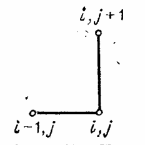 i, j+1
i−1, j i, j